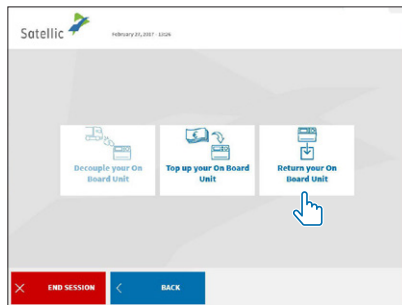 Satellic
February 20, 2017 - 13:26
Decouple your On
Board Unit
Top up your On Board
Unit
Return your On
Board Unit
END SESSION
BACK